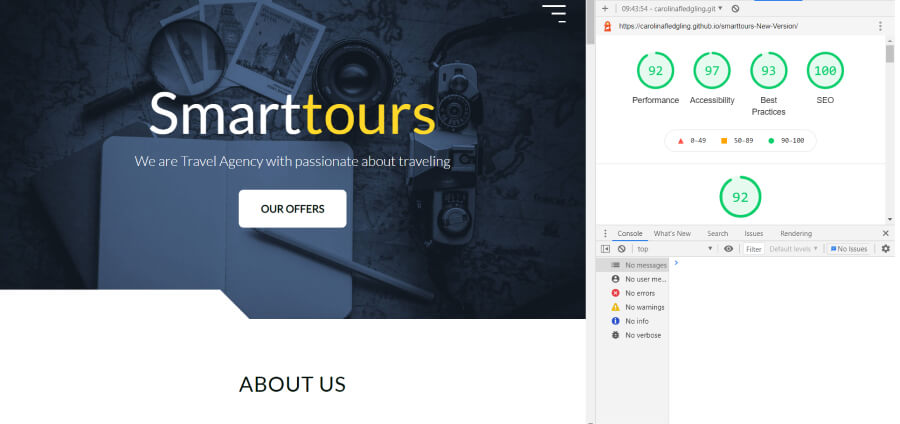 Smarttours
We are Travel Agency with passionate about traveling
OUR OFFERS
ABOUT US
09:43:54 - carolinafledgling.git
https://carolinafledgling.github.io/smarttours-New-Version/
92
97
93
100
Performance
Accessibility
Best
Practices
SEO
0–49
50–89
90–100
92
Console
What's New
Search
Issues
Rendering
top
Filter
Default levels
No Issues
No messages
No user me...
No errors
No warnings
No info
No verbose